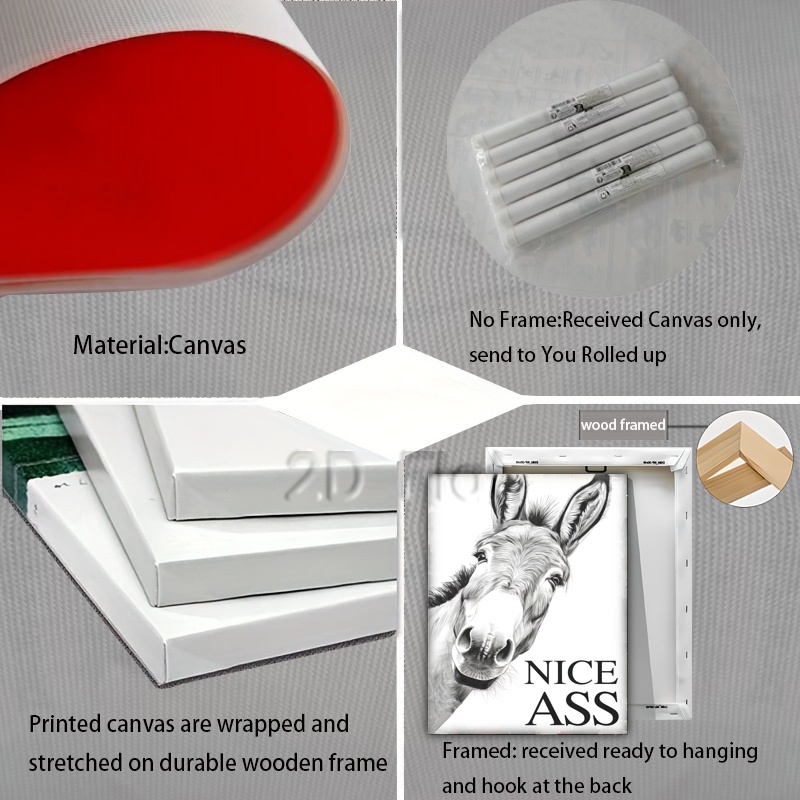 Material:Canvas
No Frame:Received Canvas only,
send to You Rolled up
wood framed
2D
NICE
ASS
Printed canvas are wrapped and
stretched on durable wooden frame
Framed: received ready to hanging
and hook at the back